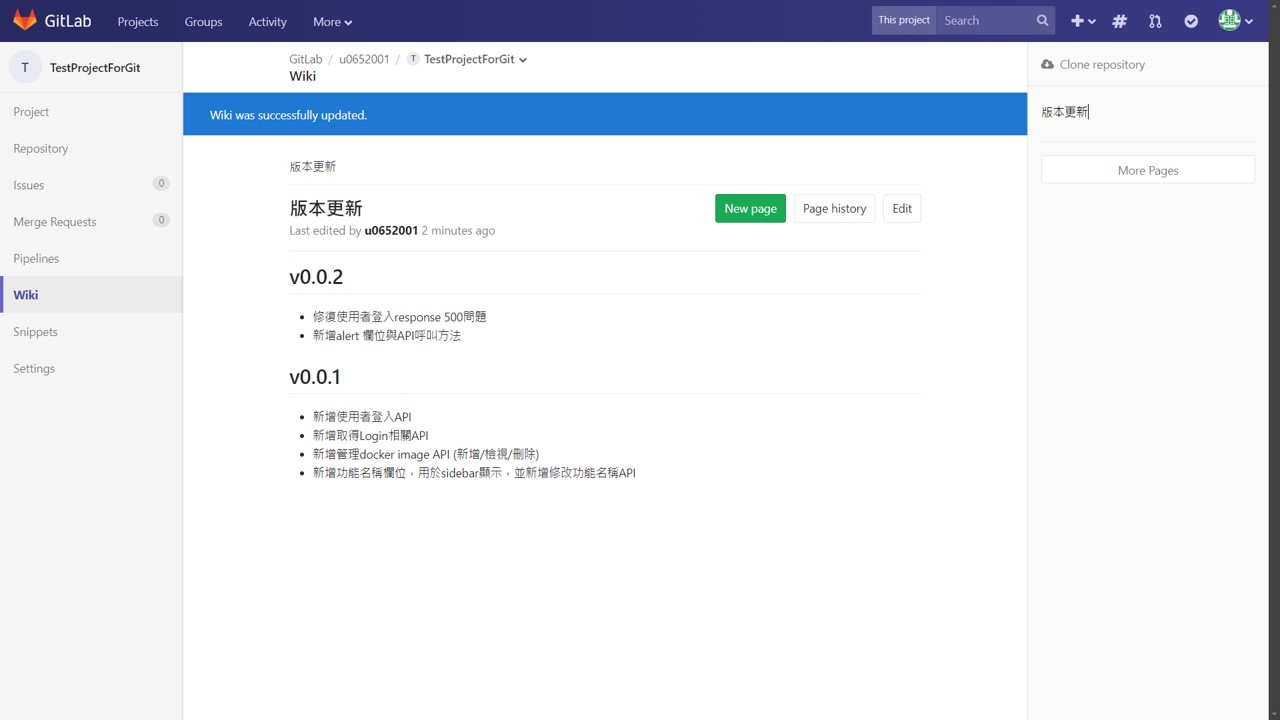 GitLab Projects Groups Activity More This project Search
T TestProjectForGit
Project
Repository
Issues 0
Merge Requests 0
Pipelines
Wiki
Snippets
Settings
GitLab / u0652001 / T TestProjectForGit
Wiki
Wiki was successfully updated.
版本更新
版本更新 New page Page history Edit
Last edited by u0652001 2 minutes ago
v0.0.2
• 修復使用者登入response 500問題
• 新增alert 欄位與API呼叫方法
v0.0.1
• 新增使用者登入API
• 新增取得Login相關API
• 新增管理docker image API (新增/檢視/刪除)
• 新增功能名稱欄位，用於sidebar顯示，並新增修改功能名稱API
Clone repository
版本更新
More Pages